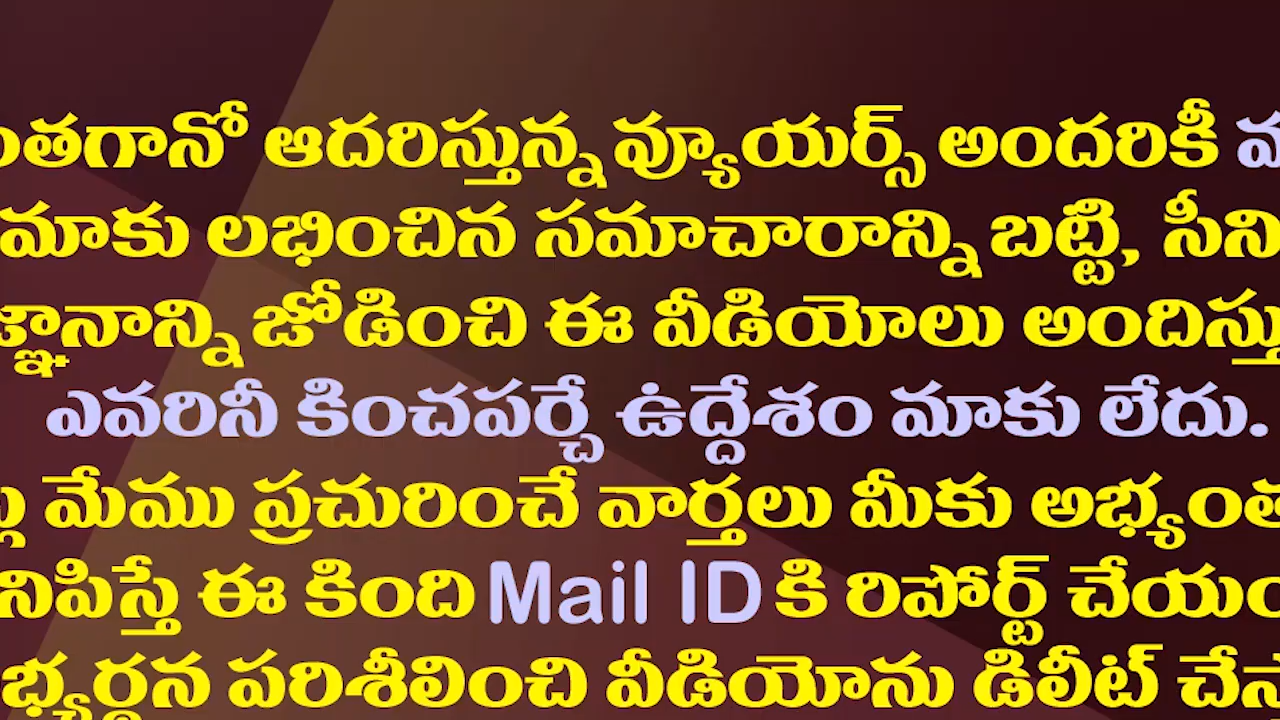 ంతగానో ఆదరిస్తున్న వ్యూయర్స్ అందరికీ
మాకు లభించిన సమాచారాన్ని బట్టి, సీని
జ్ఞానాన్ని జోడించి ఈ వీడియోలు అందిస్తు
ఎవరినీ కించపర్చే ఉద్దేశం మాకు లేదు.
మేము ప్రచురించే వార్తలు మీకు అభ్యంత
నిపిస్తే ఈ కింది Mail ID కి రిపోర్ట్ చేయం
భ్యర్థన పరిశీలించి వీడియోను డిలీట్ చేస